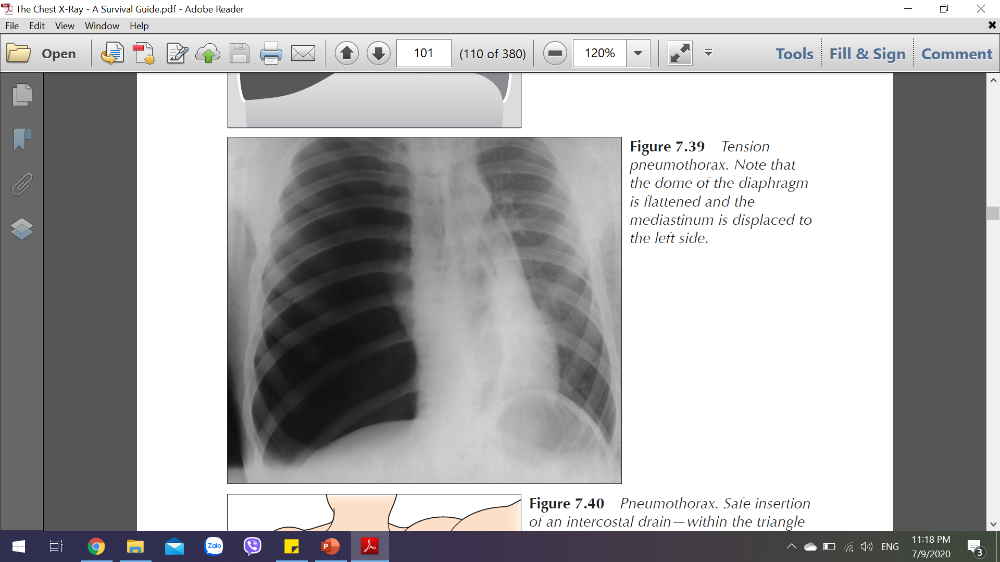 The Chest X-Ray - A Survival Guide.pdf - Adobe Reader
File Edit View Window Help
Open 101 (110 of 380) 120% Tools Fill & Sign Comment
Figure 7.39 Tension
pneumothorax. Note that
the dome of the diaphragm
is flattened and the
mediastinum is displaced to
the left side.
Figure 7.40 Pneumothorax. Safe insertion
of an intercostal drain—within the triangle
Zalo
P
ENG
11:18 PM
7/9/2020
3